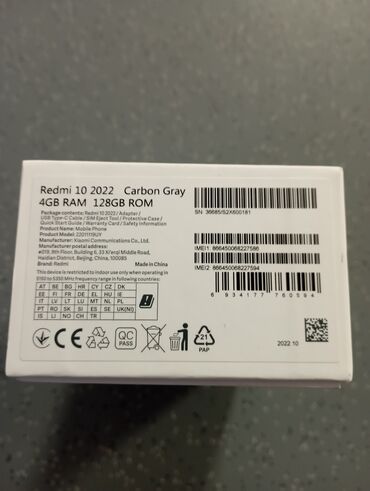 Redmi 10 2022 Carbon Gray
4GB RAM 128GB ROM
Package contents: Redmi 10 2022 / Adapter /
USB Type-C Cable / SIM Eject Tool / Protective Case /
Quick Start Guide / Warranty Card / Safety Information
Product Name: Mobile Phone
Product Model: 22011119UY
Manufacturer: Xiaomi Communications Co., Ltd.
Manufacturer postal address:
#019, 9th Floor, Building 6, 33 Xi'erqi Middle Road,
Haidian District, Beijing, China, 100085
Brand: Redmi
Made in China
This device is restricted to indoor use only when operating in
5150 to 5350 MHz frequency range in following countries:
AT BE BG HR CY CZ DK
EE FI FR DE EL HU IE
IT LV LT LU MT NL PL
PT RO SK SI ES SE UK(NI)
IS LI NO CH TR
CE
QC
PASS
21
PAP
SN: 36685/S2X600181
IMEI1: 866450068227586
IMEI2: 866450068227594
6 934177 760594
2022.10